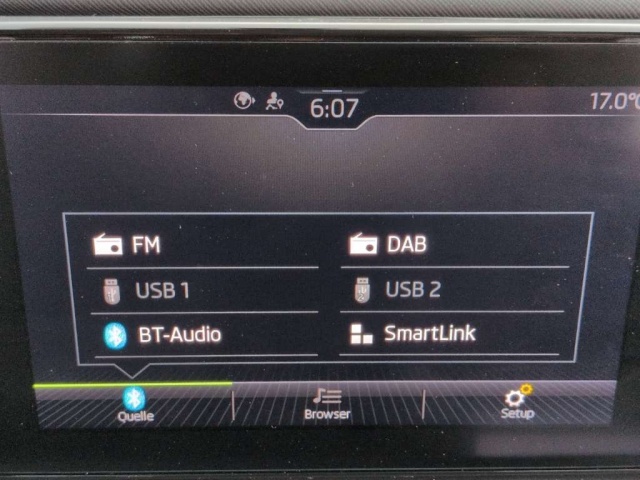 6:07
17.0°C
FM
DAB
USB 1
USB 2
BT-Audio
SmartLink
Quelle
Browser
Setup